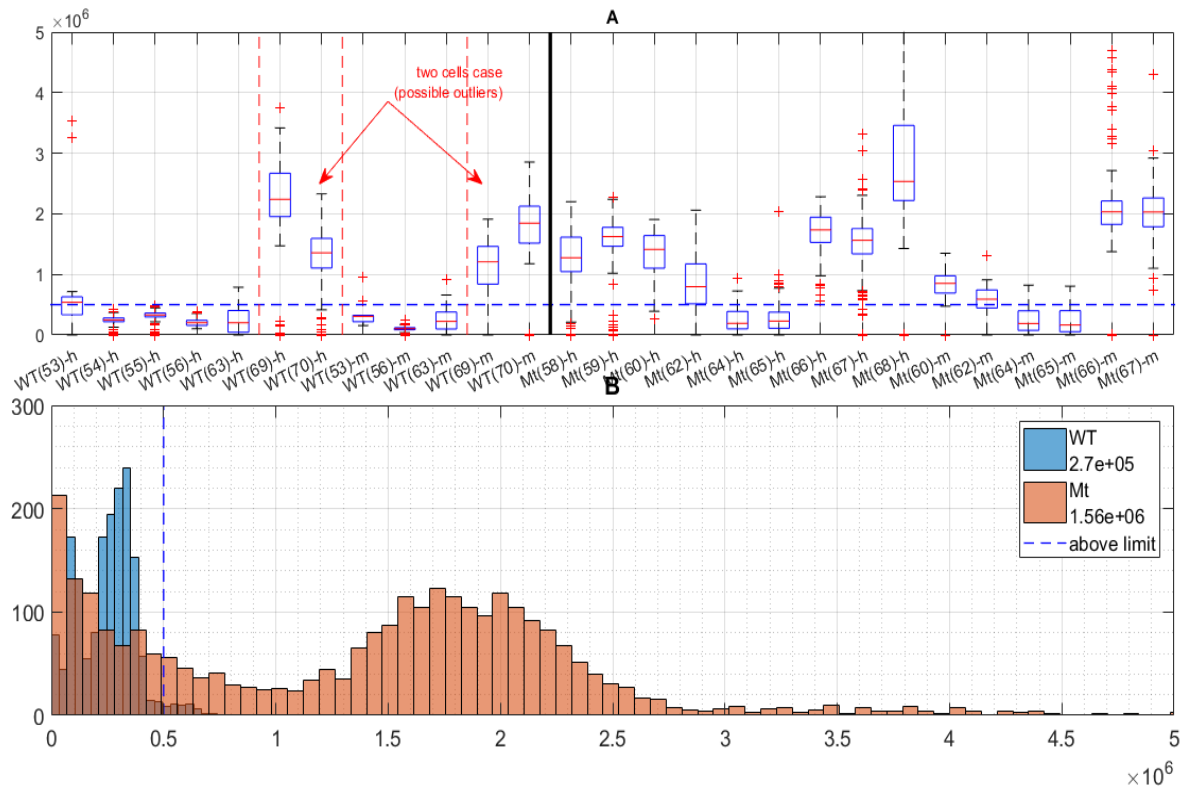 A
×10⁶
5
4
3
2
1
0
two cells case
(possible outliers)
WT(53)-h
WT(54)-h
WT(55)-h
WT(56)-h
WT(63)-h
WT(69)-h
WT(70)-h
WT(53)-m
WT(56)-m
WT(63)-m
WT(69)-m
WT(70)-m
Mt(58)-h
Mt(59)-h
Mt(60)-h
Mt(62)-h
Mt(64)-h
Mt(65)-h
Mt(66)-h
Mt(67)-h
Mt(68)-h
Mt(60)-m
Mt(62)-m
Mt(64)-m
Mt(65)-m
Mt(66)-m
Mt(67)-m
B
300
200
100
0
WT
2.7e+05
Mt
1.56e+06
above limit
0 0.5 1 1.5 2 2.5 3 3.5 4 4.5 5
×10⁶